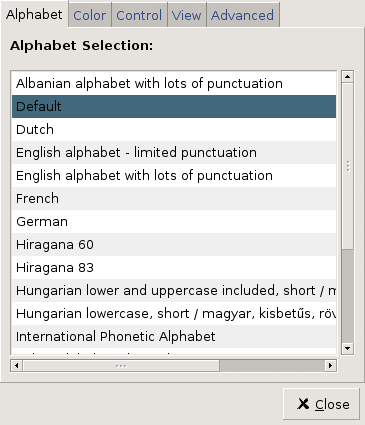 Alphabet Color Control View Advanced
Alphabet Selection:
Albanian alphabet with lots of punctuation
Default
Dutch
English alphabet - limited punctuation
English alphabet with lots of punctuation
French
German
Hiragana 60
Hiragana 83
Hungarian lower and uppercase included, short / m
Hungarian lowercase, short / magyar, kisbetűs, röv
International Phonetic Alphabet
Close